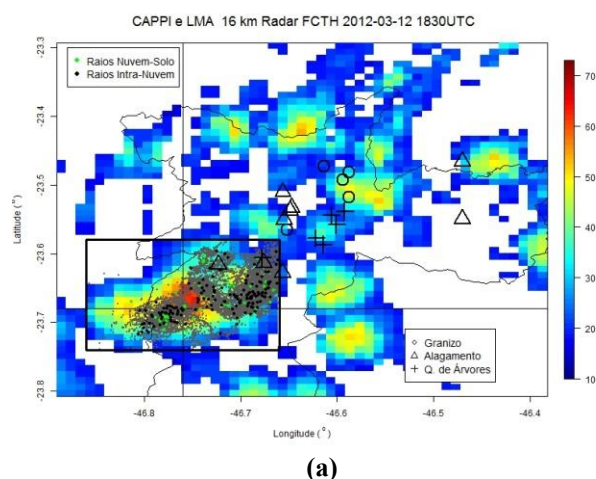 CAPPI e LMA 16 km Radar FCTH 2012-03-12 1830UTC
Raios Nuvem-Solo
Raios Intra-Nuvem
Granizo
Alagamento
Q. de Árvores
Latitude (°)
-23.3
-23.4
-23.5
-23.6
-23.7
-23.8
70
60
50
40
30
20
10
-46.8
-46.7
-46.6
-46.5
-46.4
Longitude (°)
(a)